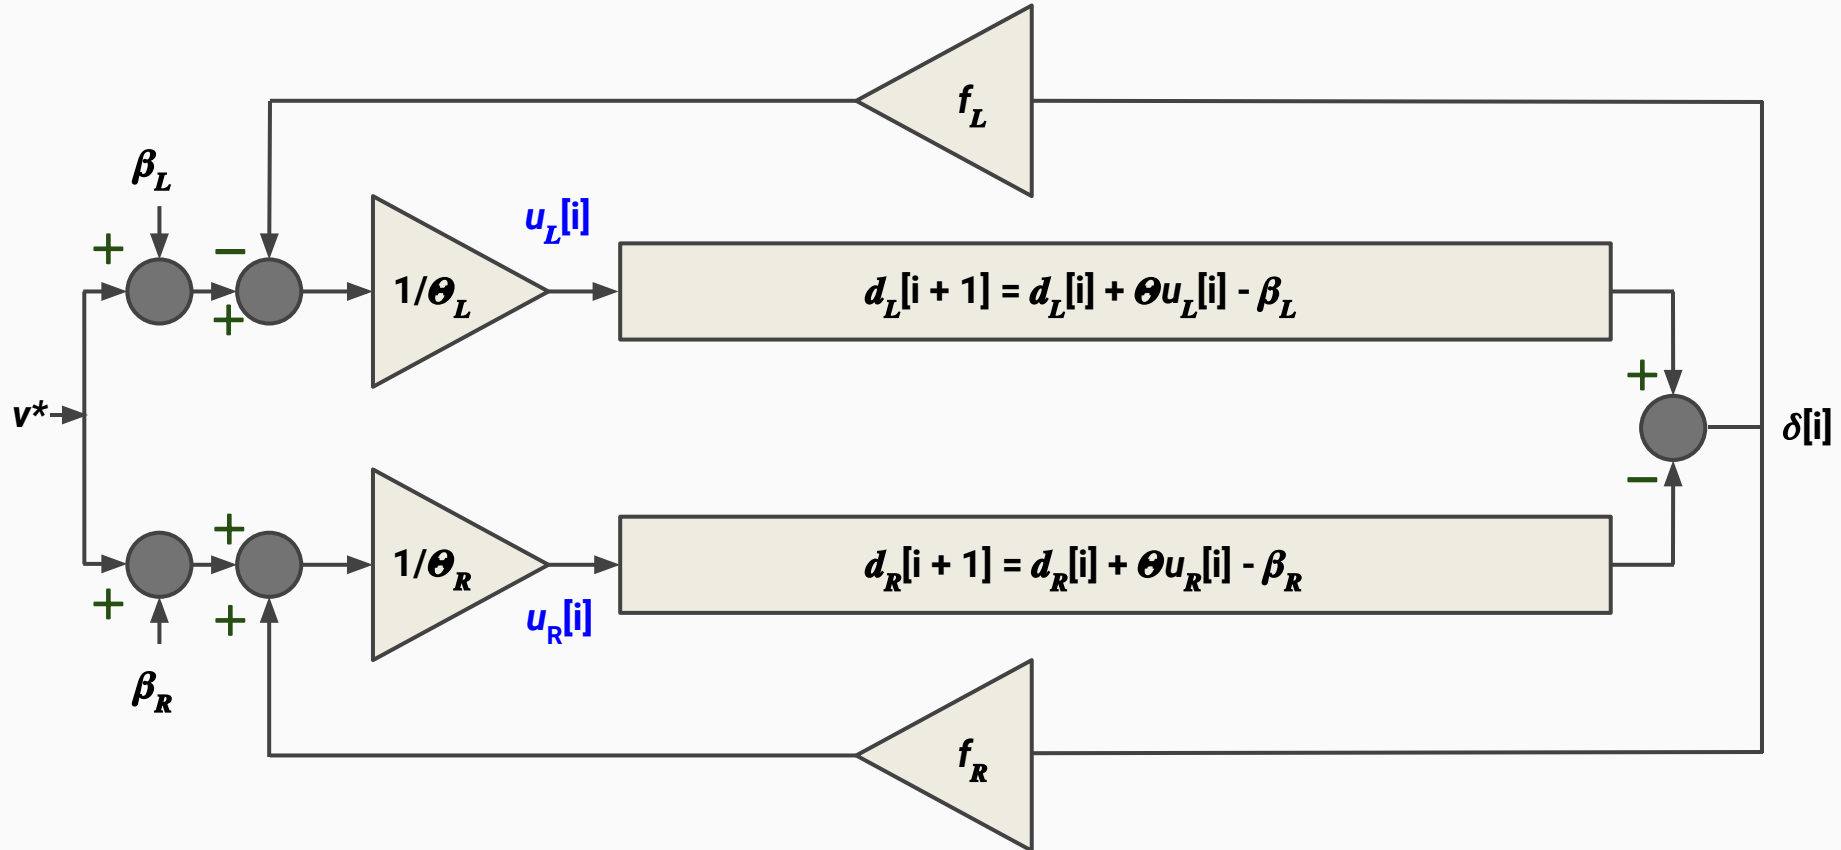 f_L
β_L
+
−
u_L[i]
1/Θ_L
d_L[i + 1] = d_L[i] + Θu_L[i] - β_L
+
+
v*
δ[i]
−
+
+
1/Θ_R
d_R[i + 1] = d_R[i] + Θu_R[i] - β_R
+
+
u_R[i]
β_R
f_R